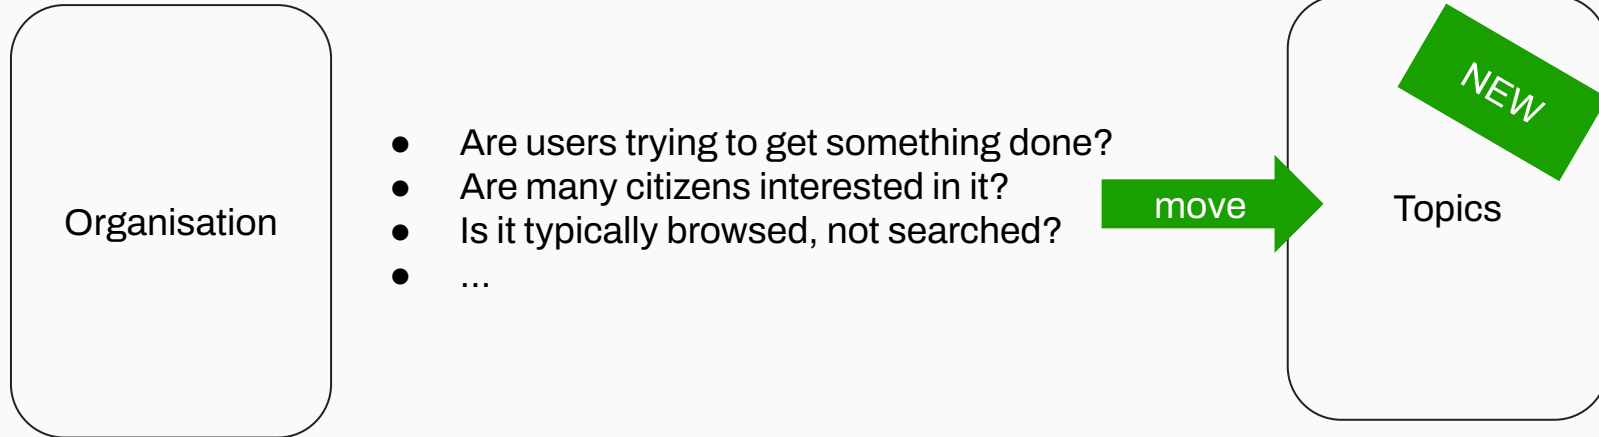 Organisation
● Are users trying to get something done?
● Are many citizens interested in it?
● Is it typically browsed, not searched?
● ...
move
Topics
NEW